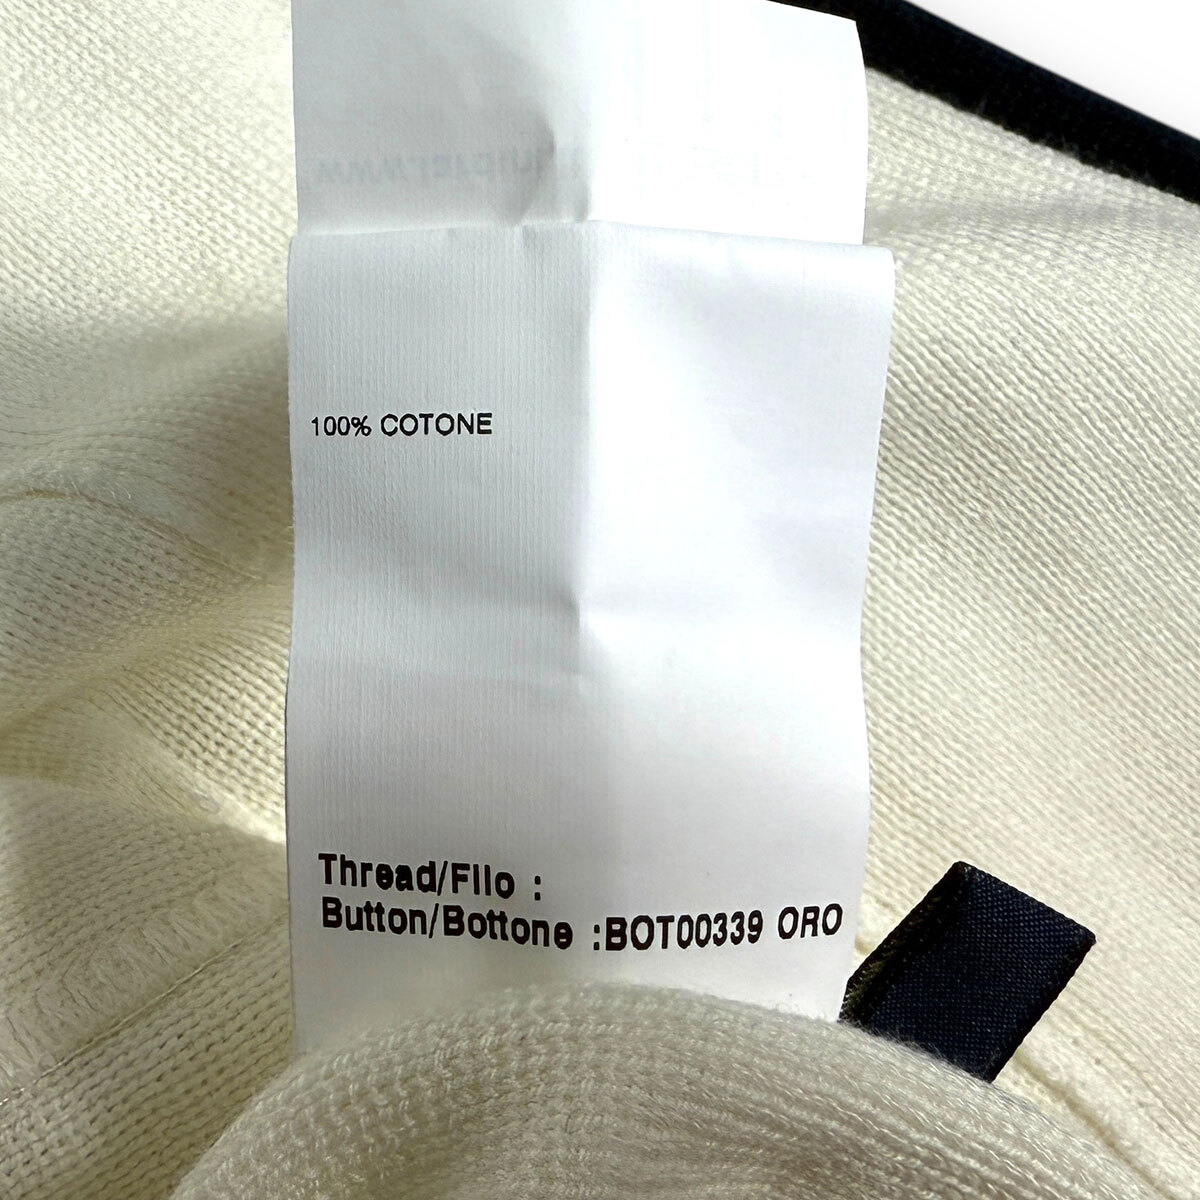 100% COTONE
Thread/Filo :
Button/Bottone :BOT00339 ORO